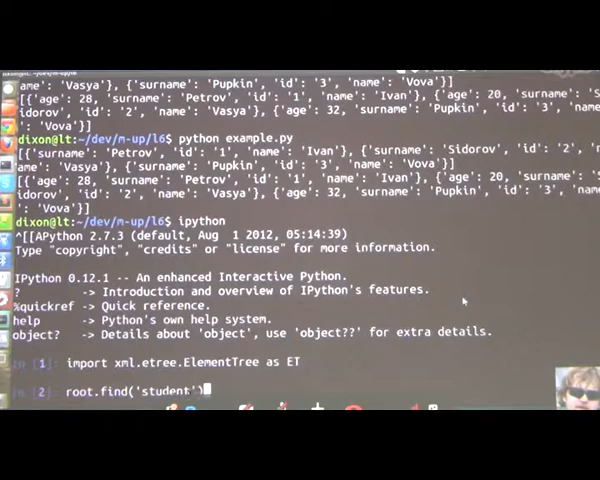 ame': 'Vasya'}, {'surname': 'Pupkin', 'id': '3', 'name': 'Vova'}]
[{'age': 28, 'surname': 'Petrov', 'id': '1', 'name': 'Ivan'}, {'age': 20, 'surname': 'S
idorov', 'id': '2', 'name': 'Vasya'}, {'age': 32, 'surname': 'Pupkin', 'id': '3', 'name
': 'Vova'}]
dixon@lt:~/dev/m-up/l6$ python example.py
[{'surname': 'Petrov', 'id': '1', 'name': 'Ivan'}, {'surname': 'Sidorov', 'id': '2', 'n
ame': 'Vasya'}, {'surname': 'Pupkin', 'id': '3', 'name': 'Vova'}]
[{'age': 28, 'surname': 'Petrov', 'id': '1', 'name': 'Ivan'}, {'age': 20, 'surname': 'S
idorov', 'id': '2', 'name': 'Vasya'}, {'age': 32, 'surname': 'Pupkin', 'id': '3', 'name
': 'Vova'}]
dixon@lt:~/dev/m-up/l6$ ipython
^[[APython 2.7.3 (default, Aug 1 2012, 05:14:39)
Type "copyright", "credits" or "license" for more information.
IPython 0.12.1 -- An enhanced Interactive Python.
? -> Introduction and overview of IPython's features.
%quickref -> Quick reference.
help -> Python's own help system.
object? -> Details about 'object', use 'object??' for extra details.
In [1]: import xml.etree.ElementTree as ET
In [2]: root.find('student')